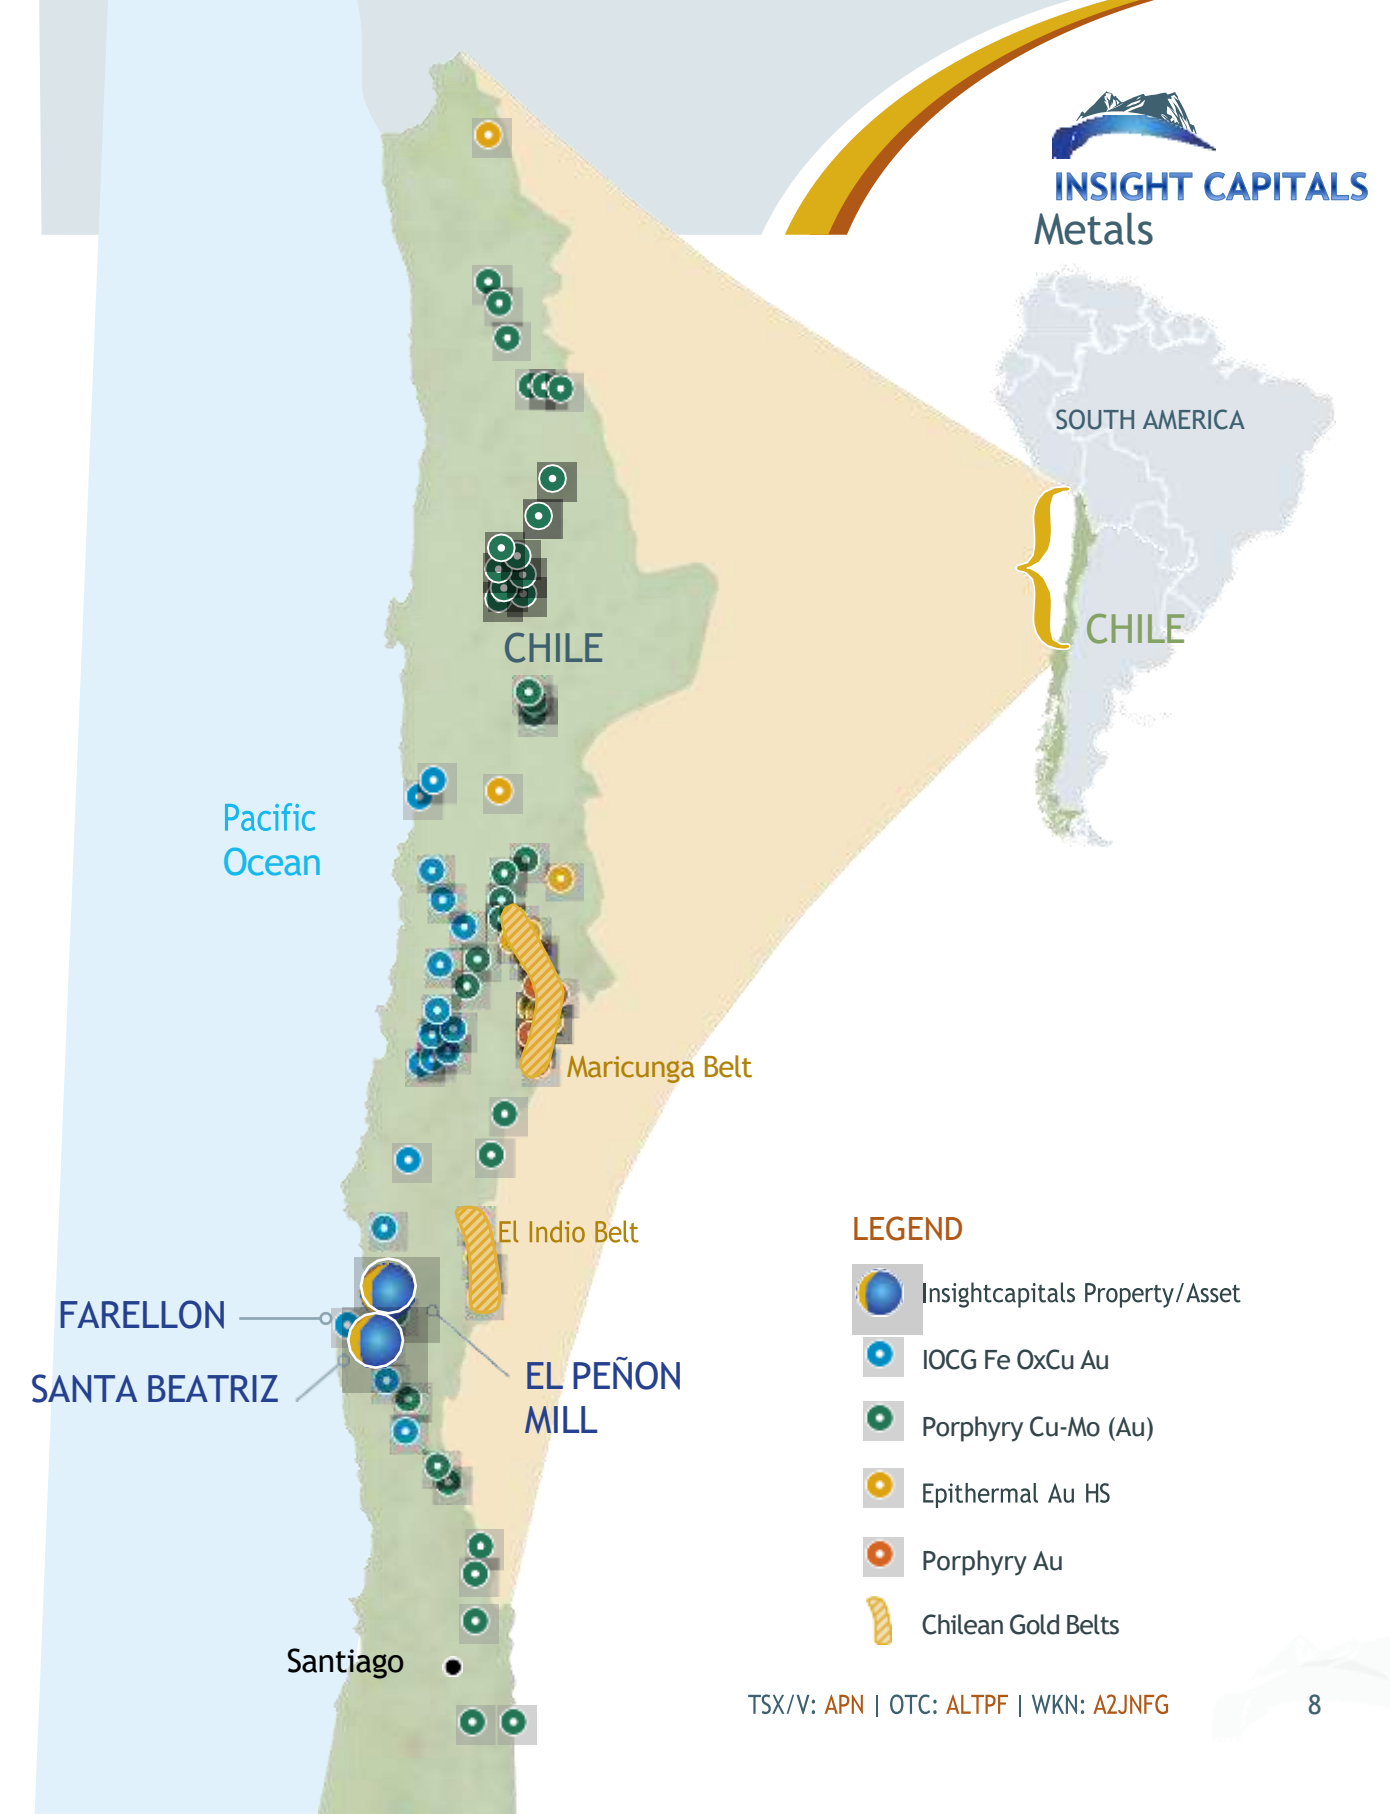 INSIGHT CAPITALS
Metals
SOUTH AMERICA
CHILE
CHILE
Pacific
Ocean
Maricunga Belt
El Indio Belt
FARELLON
SANTA BEATRIZ
EL PEÑON
MILL
Santiago
LEGEND
Insightcapitals Property/Asset
IOCG Fe OxCu Au
Porphyry Cu-Mo (Au)
Epithermal Au HS
Porphyry Au
Chilean Gold Belts
TSX/V: APN | OTC: ALTPF | WKN: A2JNFG
8